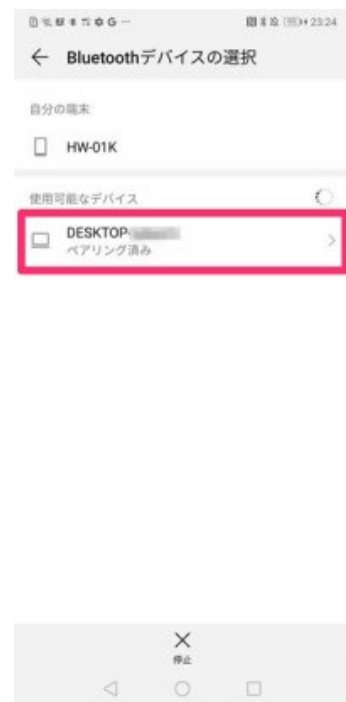 23:24
Bluetoothデバイスの選択
自分の端末
HW-01K
使用可能なデバイス
DESKTOP-
ペアリング済み
停止